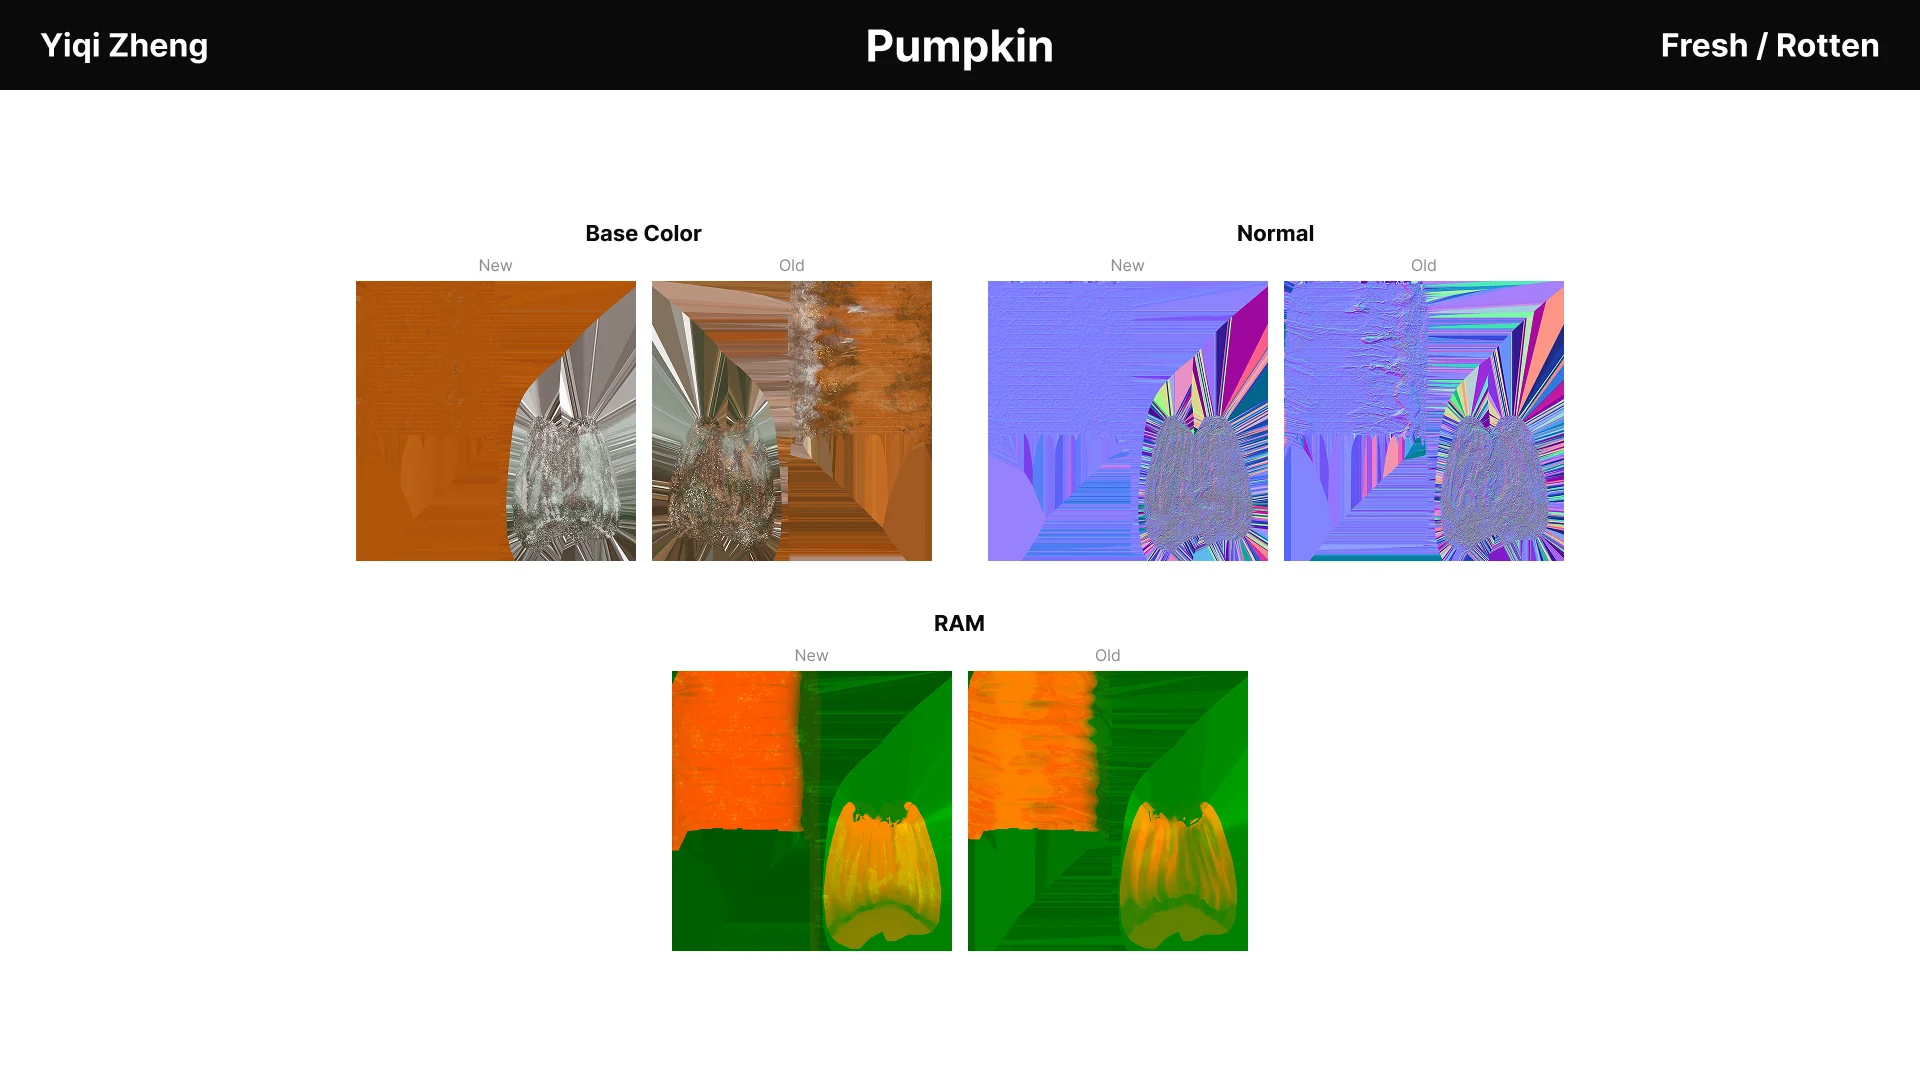 Yiqi Zheng
Pumpkin
Fresh / Rotten
Base Color
New
Old
Normal
New
Old
RAM
New
Old